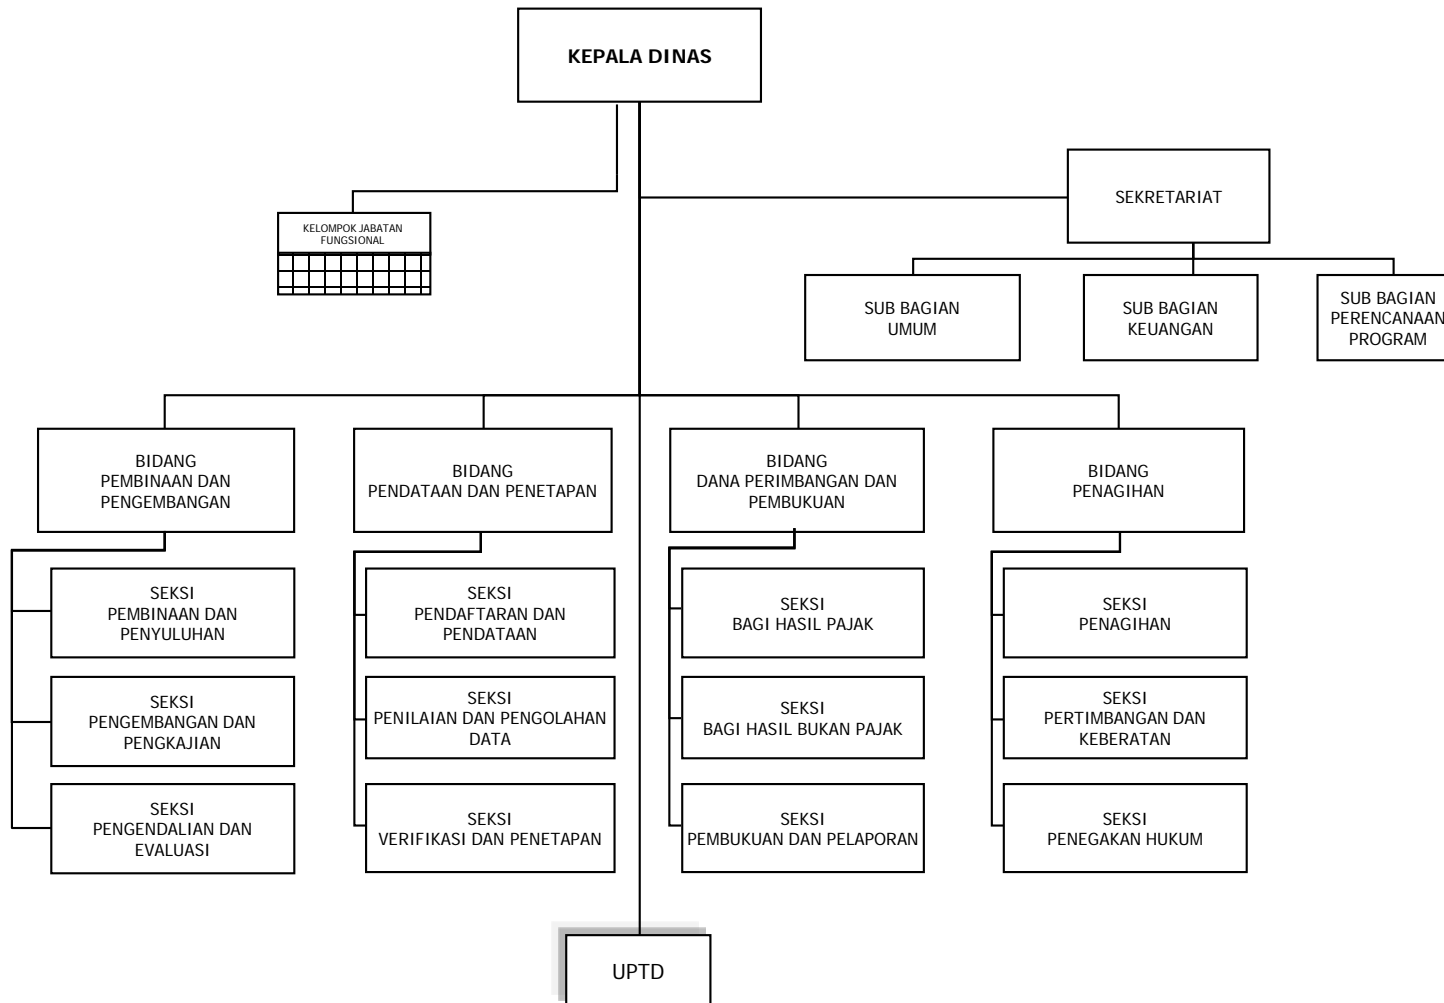 KEPALA DINAS
SEKRETARIAT
KELOMPOK JABATAN
FUNGSIONAL
SUB BAGIAN
UMUM
SUB BAGIAN
KEUANGAN
SUB BAGIAN
PERENCANAAN
PROGRAM
BIDANG
PEMBINAAN DAN
PENGEMBANGAN
BIDANG
PENDATAAN DAN PENETAPAN
BIDANG
DANA PERIMBANGAN DAN
PEMBUKUAN
BIDANG
PENAGIHAN
SEKSI
PEMBINAAN DAN
PENYULUHAN
SEKSI
PENDAFTARAN DAN
PENDATAAN
SEKSI
BAGI HASIL PAJAK
SEKSI
PENAGIHAN
SEKSI
PENGEMBANGAN DAN
PENGKAJIAN
SEKSI
PENILAIAN DAN PENGOLAHAN
DATA
SEKSI
BAGI HASIL BUKAN PAJAK
SEKSI
PERTIMBANGAN DAN
KEBERATAN
SEKSI
PENGENDALIAN DAN
EVALUASI
SEKSI
VERIFIKASI DAN PENETAPAN
SEKSI
PEMBUKUAN DAN PELAPORAN
SEKSI
PENEGAKAN HUKUM
UPTD